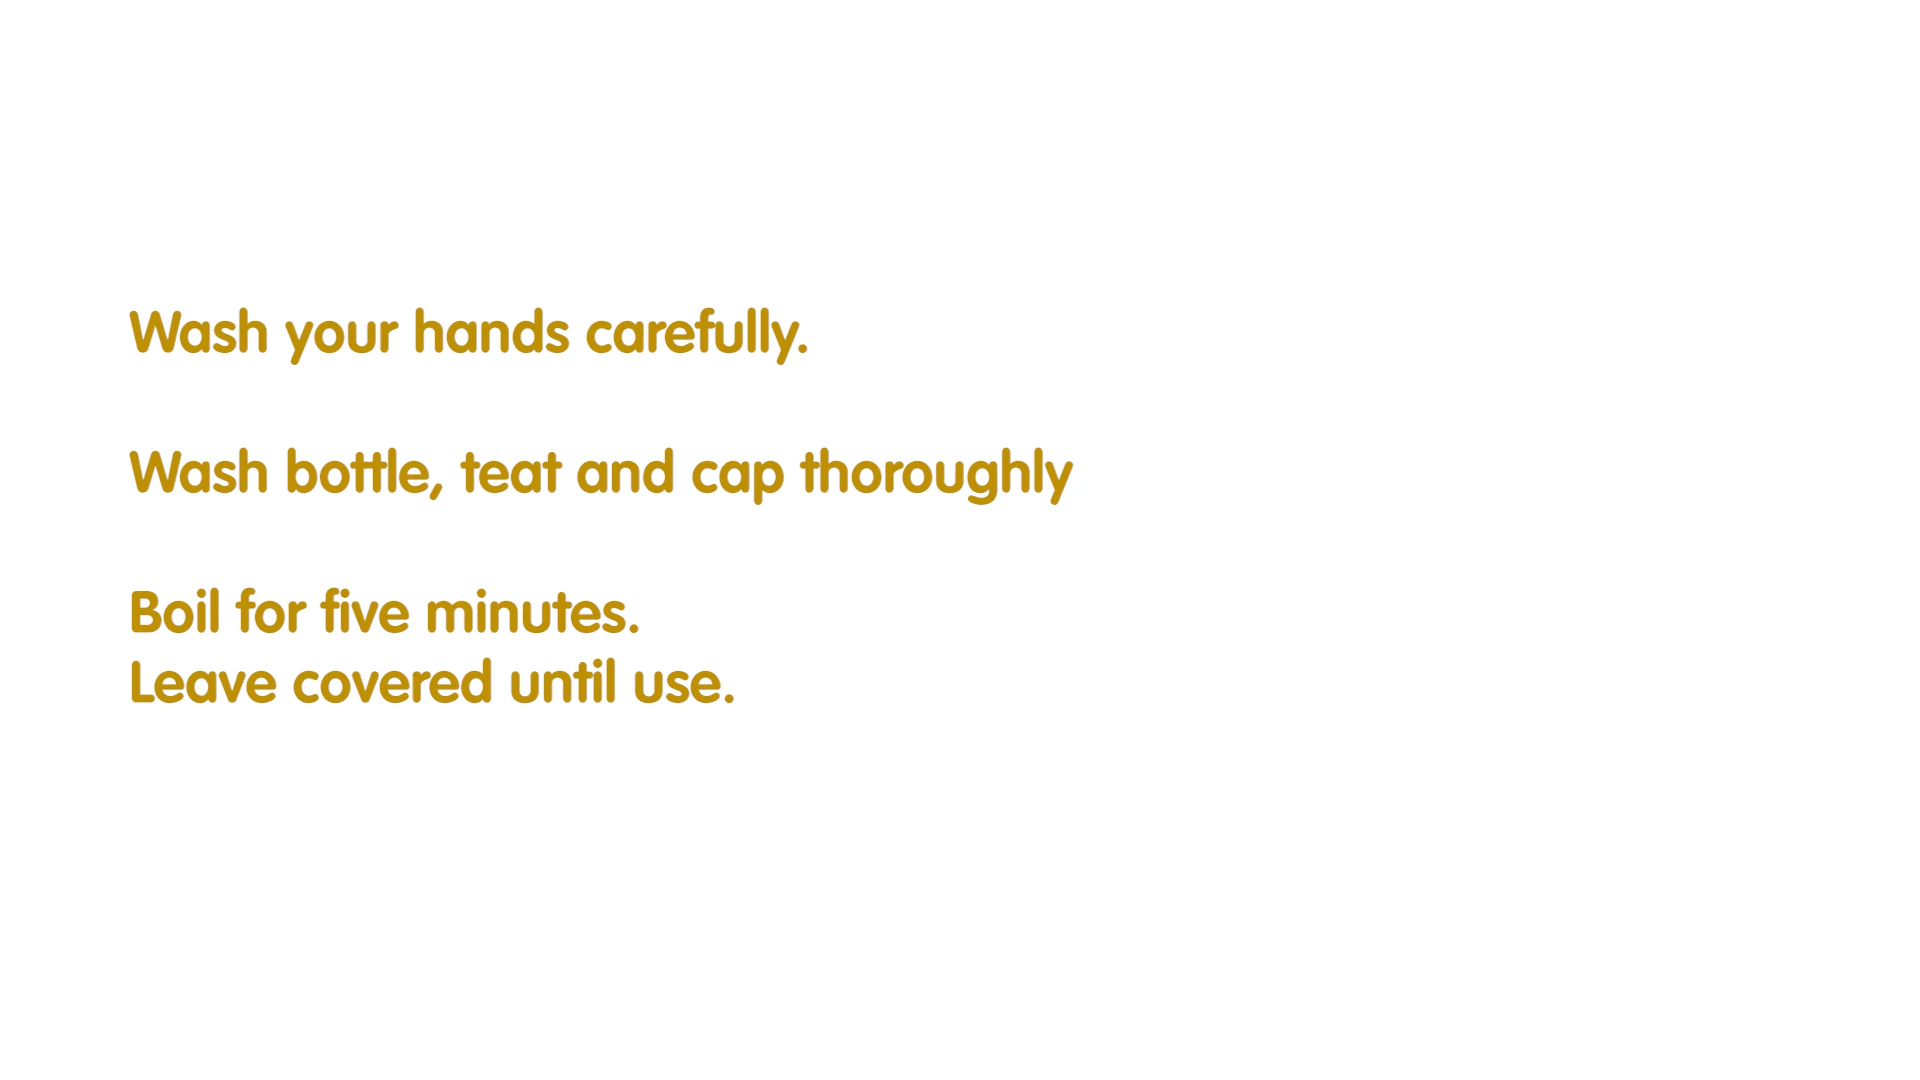 Wash your hands carefully.
Wash bottle, teat and cap thoroughly
Boil for five minutes.
Leave covered until use.